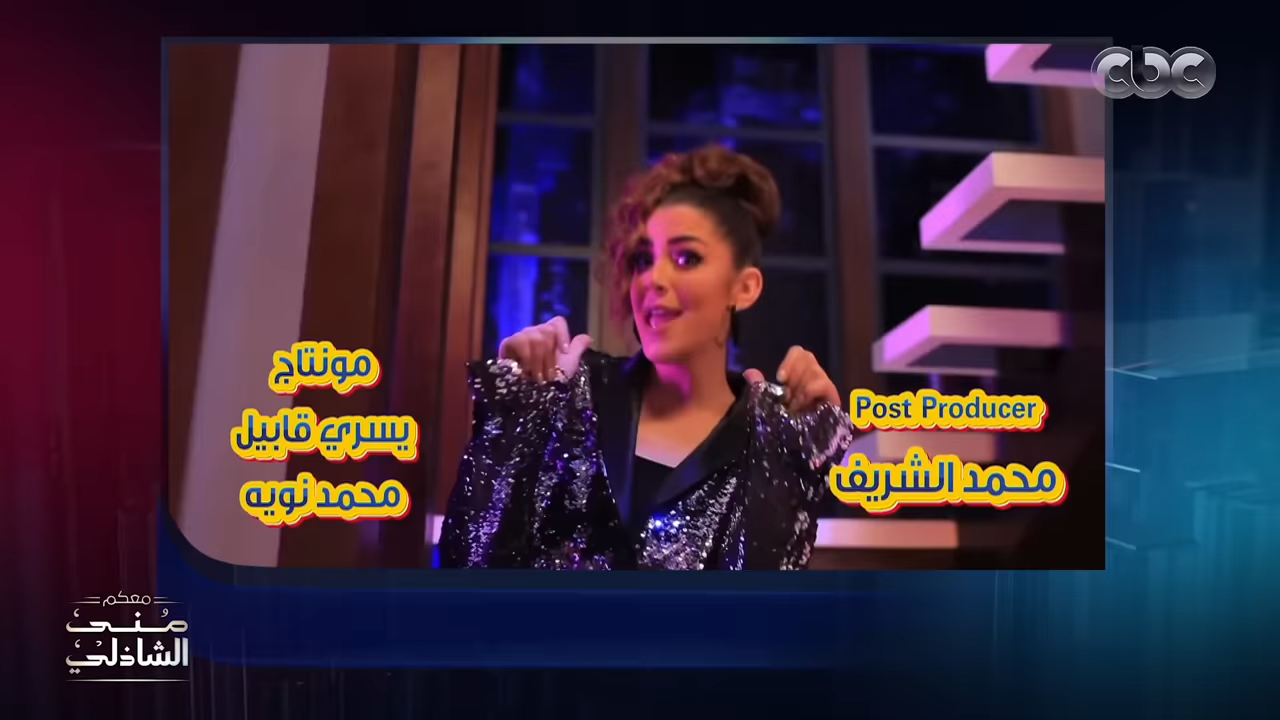 cbc
مونتاج
يسري قابيل
محمد نويه
Post Producer
محمد الشريف
معكم
منى
الشاذلي